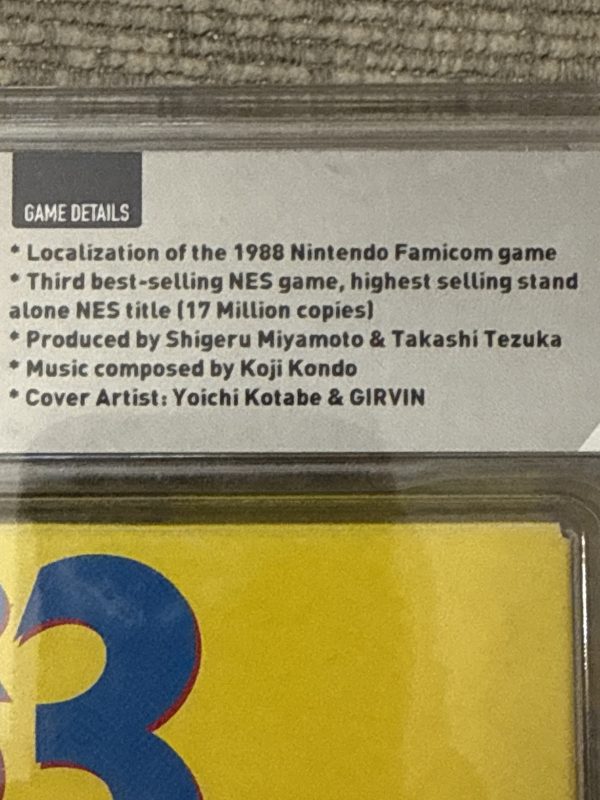 GAME DETAILS
* Localization of the 1988 Nintendo Famicom game
* Third best-selling NES game, highest selling stand
alone NES title (17 Million copies)
* Produced by Shigeru Miyamoto & Takashi Tezuka
* Music composed by Koji Kondo
* Cover Artist: Yoichi Kotabe & GIRVIN
3